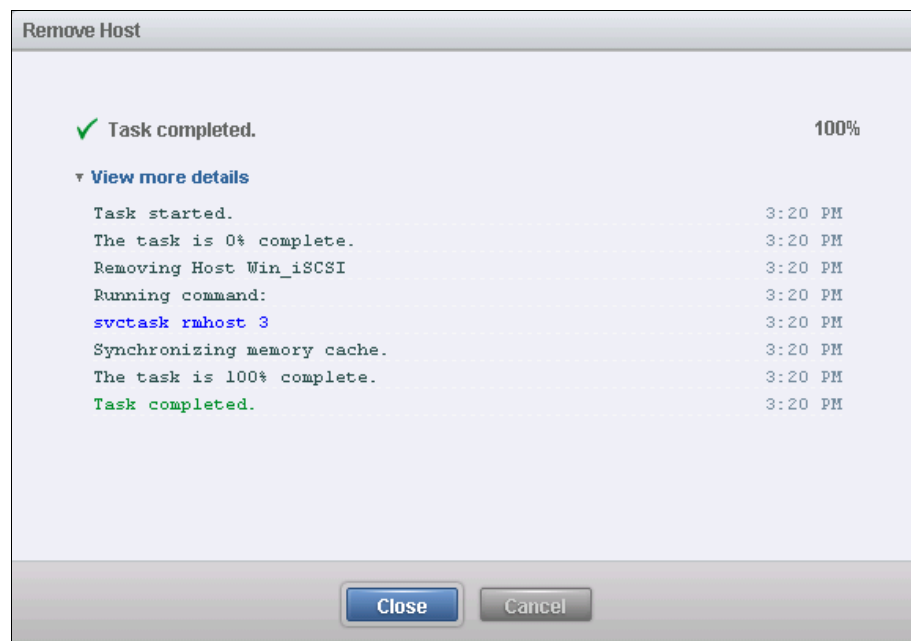 Remove Host
Task completed. 100%
View more details
Task started. 3:20 PM
The task is 0% complete. 3:20 PM
Removing Host Win_iSCSI 3:20 PM
Running command: 3:20 PM
svctask rmhost 3 3:20 PM
Synchronizing memory cache. 3:20 PM
The task is 100% complete. 3:20 PM
Task completed. 3:20 PM
Close Cancel